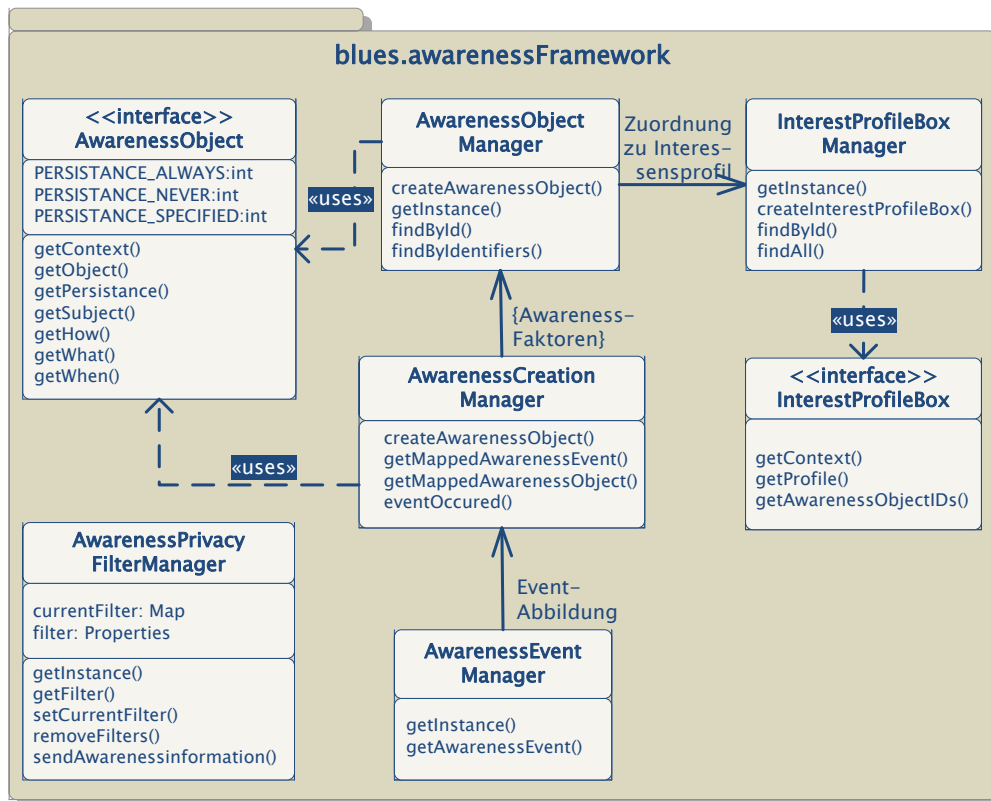 blues.awarenessFramework
<<interface>>
AwarenessObject
PERSISTANCE_ALWAYS:int
PERSISTANCE_NEVER:int
PERSISTANCE_SPECIFIED:int
getContext()
getObject()
getPersistance()
getSubject()
getHow()
getWhat()
getWhen()
«uses»
AwarenessObject
Manager
createAwarenessObject()
getInstance()
findById()
findByIdentifiers()
Zuordnung
zu Interes-
sensprofil
InterestProfileBox
Manager
getInstance()
createInterestProfileBox()
findById()
findAll()
«uses»
<<interface>>
InterestProfileBox
getContext()
getProfile()
getAwarenessObjectIDs()
{Awareness-
Faktoren}
AwarenessCreation
Manager
createAwarenessObject()
getMappedAwarenessEvent()
getMappedAwarenessObject()
eventOccured()
«uses»
AwarenessPrivacy
FilterManager
currentFilter: Map
filter: Properties
getInstance()
getFilter()
setCurrentFilter()
removeFilters()
sendAwarenessinformation()
Event-
Abbildung
AwarenessEvent
Manager
getInstance()
getAwarenessEvent()